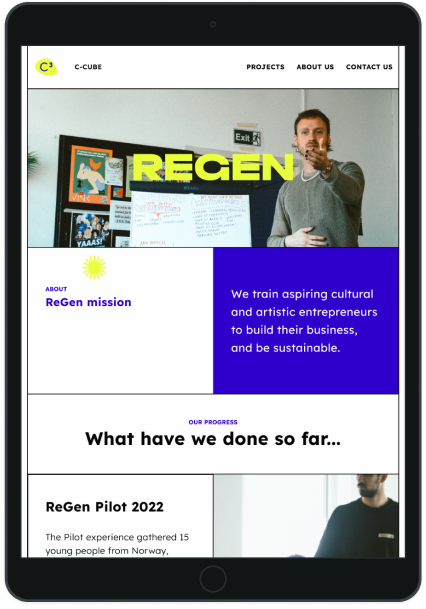 C³
C-CUBE
PROJECTS ABOUT US CONTACT US
Exit
REGEN
YAAAS!
ABOUT
ReGen mission
We train aspiring cultural
and artistic entrepreneurs
to build their business,
and be sustainable.
OUR PROGRESS
What have we done so far...
ReGen Pilot 2022
The Pilot experience gathered 15
young people from Norway,